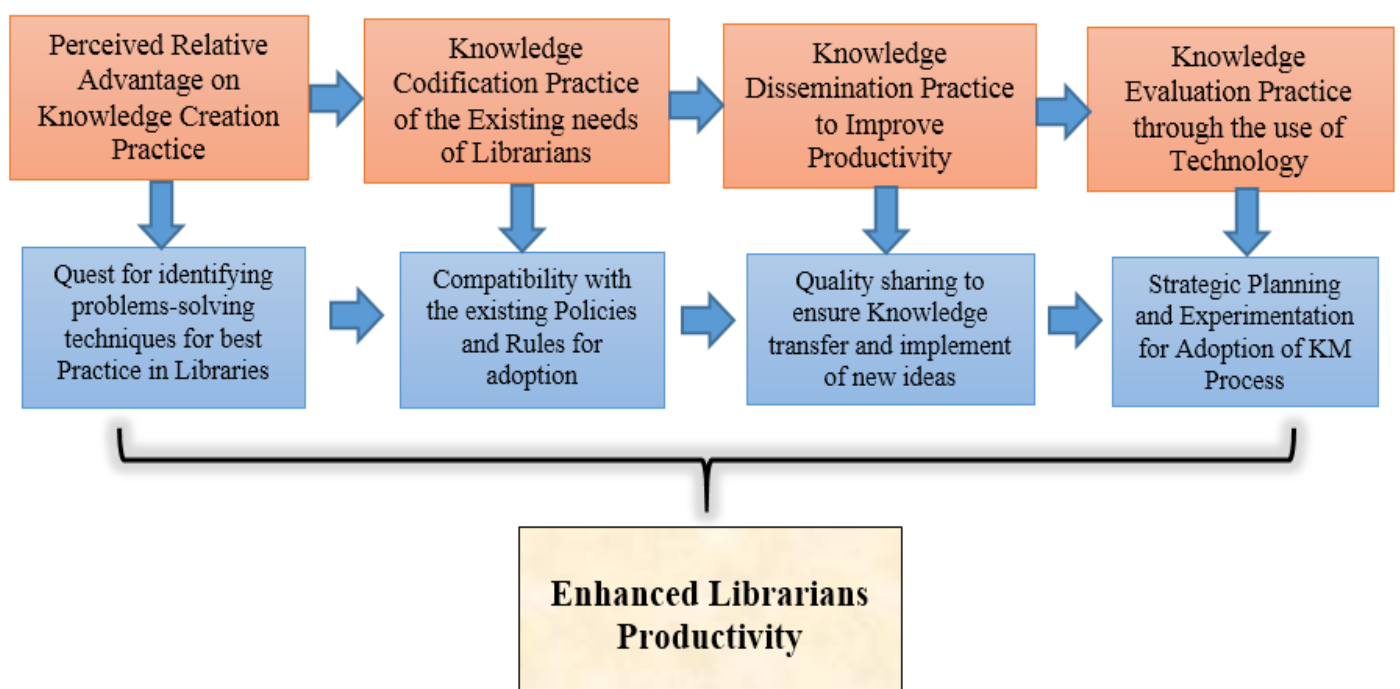 Perceived Relative
Advantage on
Knowledge Creation
Practice
Knowledge
Codification Practice
of the Existing needs
of Librarians
Knowledge
Dissemination Practice
to Improve
Productivity
Knowledge
Evaluation Practice
through the use of
Technology
Quest for identifying
problems-solving
techniques for best
Practice in Libraries
Compatibility with
the existing Policies
and Rules for
adoption
Quality sharing to
ensure Knowledge
transfer and implement
of new ideas
Strategic Planning
and Experimentation
for Adoption of KM
Process
Enhanced Librarians
Productivity